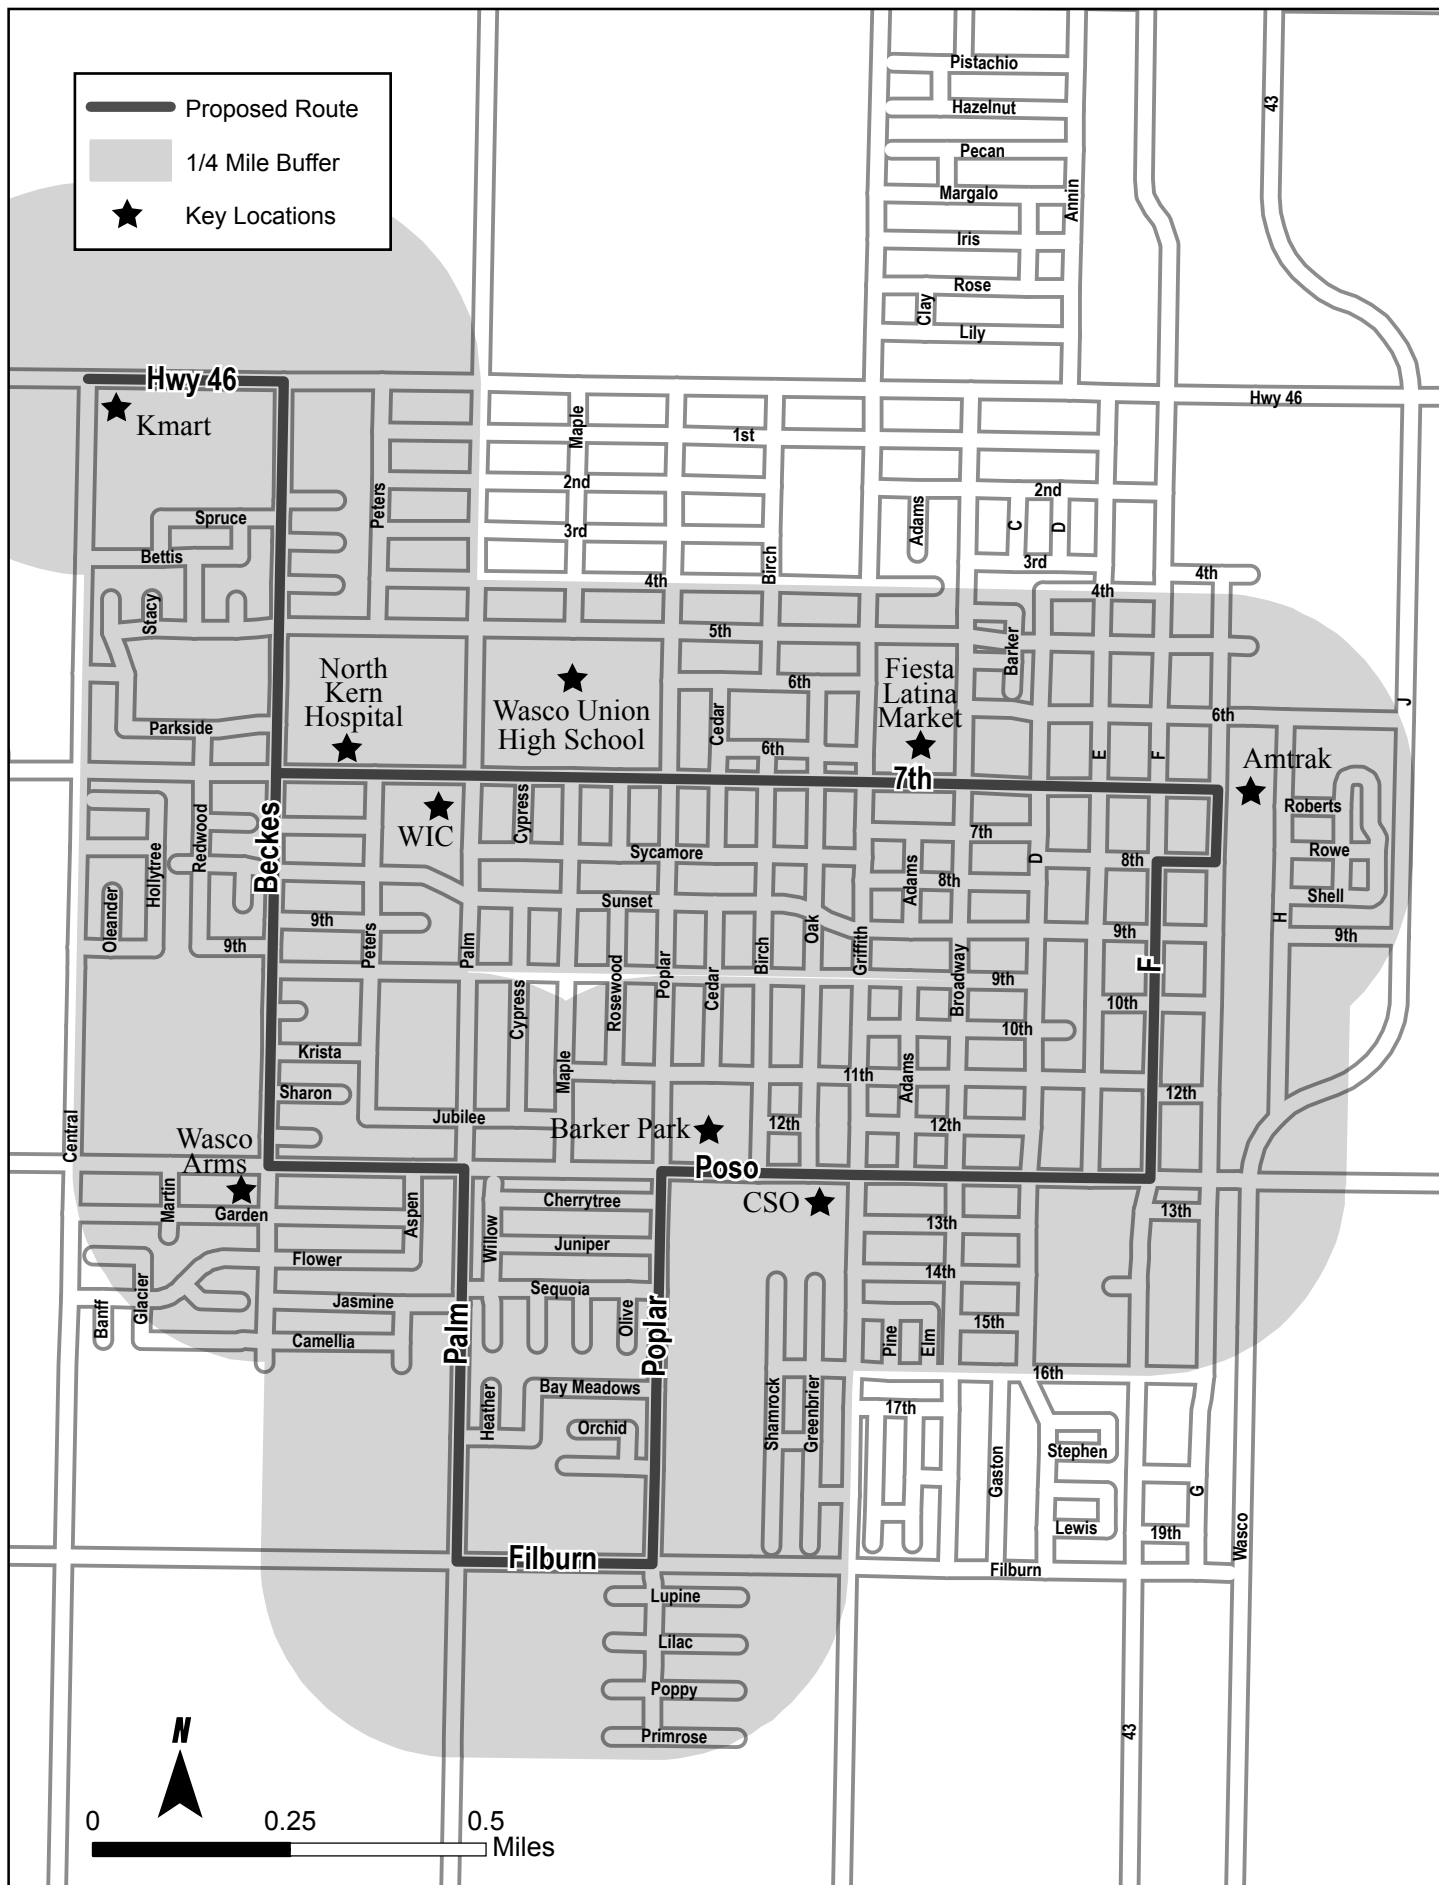 Proposed Route
1/4 Mile Buffer
Key Locations
Pistachio
Hazelnut
Pecan
Margalo
Iris
Rose
Clay
Lily
Annin
43
Hwy 46
Hwy 46
Kmart
Maple
1st
2nd
3rd
Birch
4th
Peters
Spruce
Bettis
Stacy
Adams
2nd
C
D
3rd
4th
4th
5th
Barker
6th
Cedar
6th
6th
North
Kern
Hospital
Wasco Union
High School
Fiesta
Latina
Market
7th
E
F
J
Amtrak
Parkside
Beckes
WIC
Cypress
Sycamore
Sunset
Redwood
Hollytree
Oleander
9th
9th
Peters
Palm
Rosewood
Poplar
Cedar
Birch
Oak
Griffith
Adams
7th
8th
D
8th
9th
F
10th
Broadway
9th
10th
Roberts
Rowe
Shell
H
9th
Cypress
Maple
Krista
Sharon
Jubilee
11th
Adams
12th
12th
12th
Barker Park
Poso
CSO
Central
Wasco
Arms
Martin
Garden
Aspen
Flower
Glacier
Banff
Jasmine
Camellia
Palm
Willow
Cherrytree
Juniper
Sequoia
Olive
Poplar
Heather
Bay Meadows
Orchid
Shamrock
Greenbrier
13th
14th
15th
Pine
Elm
13th
16th
17th
Gaston
Stephen
Lewis
G
19th
Wasco
Filburn
Filburn
Lupine
Lilac
Poppy
Primrose
43
N
0 0.25 0.5
Miles